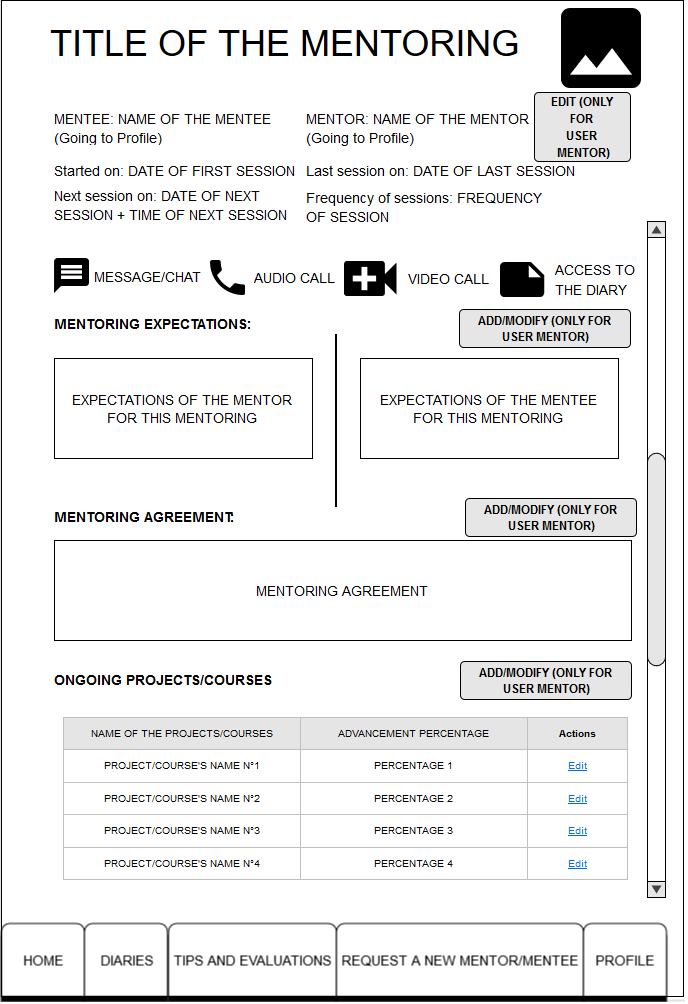 TITLE OF THE MENTORING
MENTEE: NAME OF THE MENTEE
(Going to Profile)
MENTOR: NAME OF THE MENTOR
(Going to Profile)
EDIT (ONLY
FOR
USER
MENTOR)
Started on: DATE OF FIRST SESSION
Last session on: DATE OF LAST SESSION
Next session on: DATE OF NEXT
SESSION + TIME OF NEXT SESSION
Frequency of sessions: FREQUENCY
OF SESSION
MESSAGE/CHAT
AUDIO CALL
VIDEO CALL
ACCESS TO
THE DIARY
MENTORING EXPECTATIONS:
ADD/MODIFY (ONLY FOR
USER MENTOR)
EXPECTATIONS OF THE MENTOR
FOR THIS MENTORING
EXPECTATIONS OF THE MENTEE
FOR THIS MENTORING
MENTORING AGREEMENT:
ADD/MODIFY (ONLY FOR
USER MENTOR)
MENTORING AGREEMENT
ONGOING PROJECTS/COURSES
ADD/MODIFY (ONLY FOR
USER MENTOR)
NAME OF THE PROJECTS/COURSES ADVANCEMENT PERCENTAGE Actions
PROJECT/COURSE'S NAME N°1 PERCENTAGE 1 Edit
PROJECT/COURSE'S NAME N°2 PERCENTAGE 2 Edit
PROJECT/COURSE'S NAME N°3 PERCENTAGE 3 Edit
PROJECT/COURSE'S NAME N°4 PERCENTAGE 4 Edit
HOME DIARIES TIPS AND EVALUATIONS REQUEST A NEW MENTOR/MENTEE PROFILE